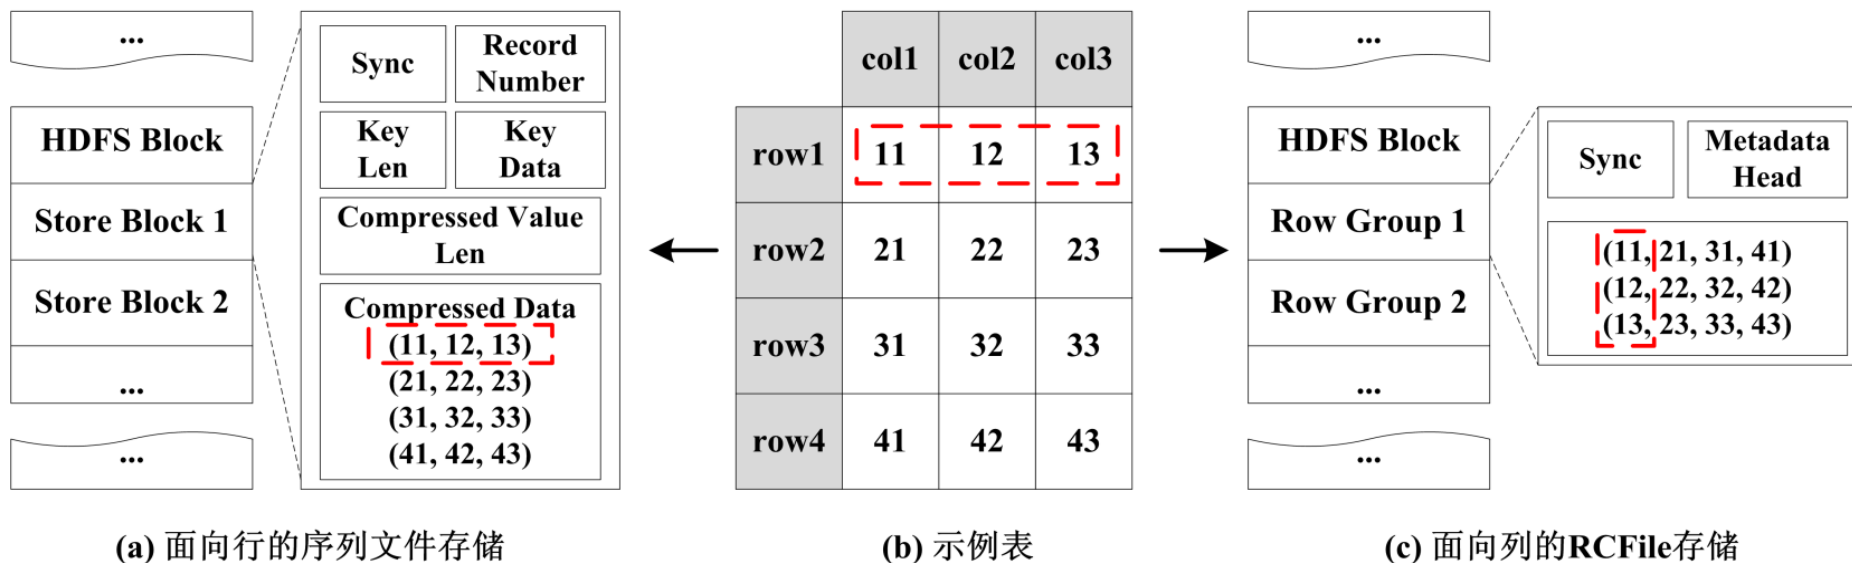 ...
HDFS Block
Store Block 1
Store Block 2
...
...
Sync
Record
Number
Key
Len
Key
Data
Compressed Value
Len
Compressed Data
(11, 12, 13)
(21, 22, 23)
(31, 32, 33)
(41, 42, 43)
(a) 面向行的序列文件存储
col1 col2 col3
row1 11 12 13
row2 21 22 23
row3 31 32 33
row4 41 42 43
(b) 示例表
...
HDFS Block
Row Group 1
Row Group 2
...
...
Sync
Metadata
Head
(11, 21, 31, 41)
(12, 22, 32, 42)
(13, 23, 33, 43)
(c) 面向列的RCFile存储